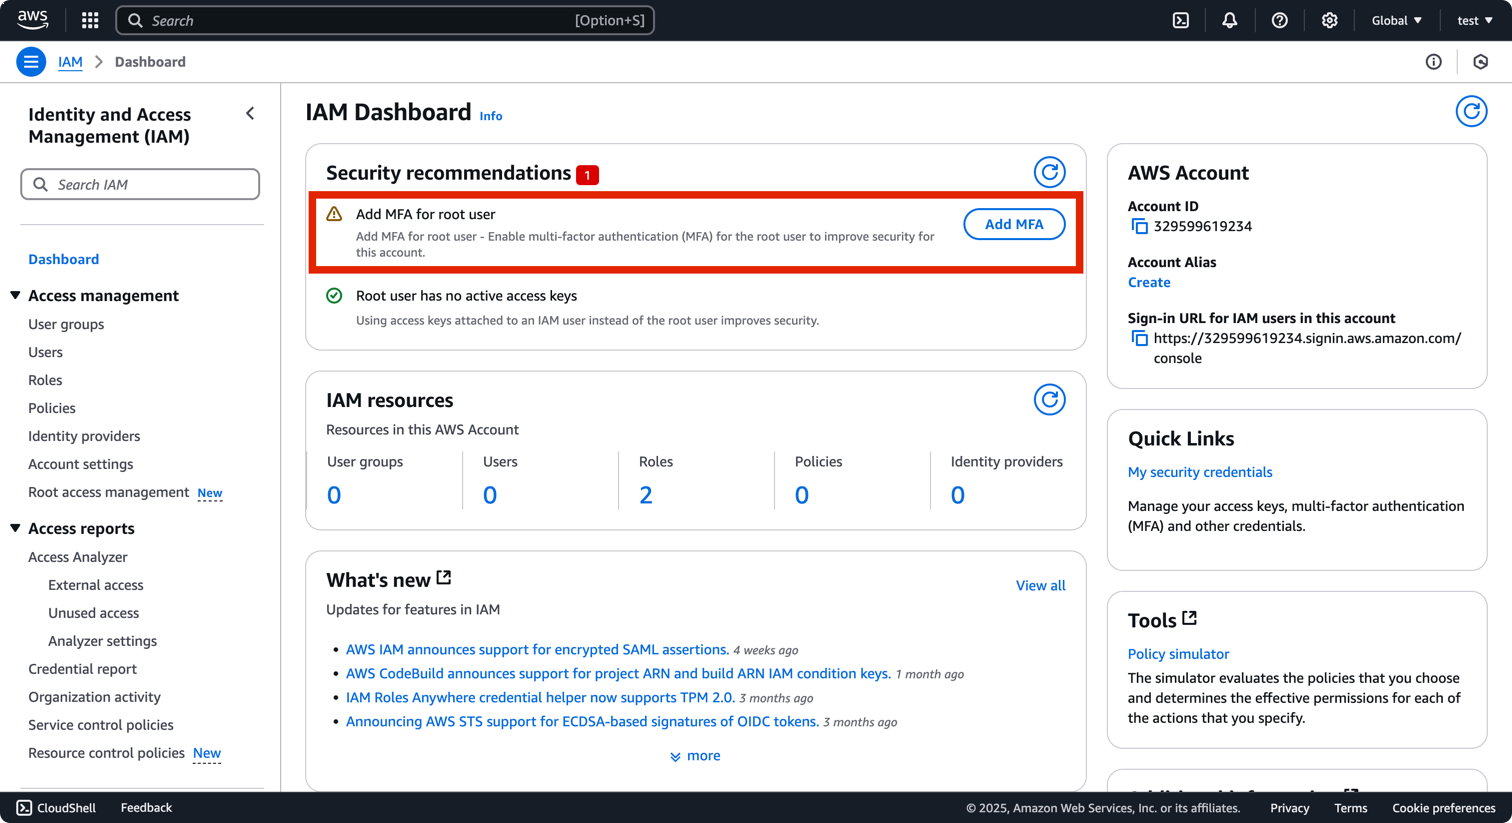 aws
Search
[Option+S]
Global
test
IAM
Dashboard
Identity and Access
Management (IAM)
Search IAM
Dashboard
Access management
User groups
Users
Roles
Policies
Identity providers
Account settings
Root access management New
Access reports
Access Analyzer
External access
Unused access
Analyzer settings
Credential report
Organization activity
Service control policies
Resource control policies New
IAM Dashboard Info
Security recommendations 1
Add MFA for root user
Add MFA for root user - Enable multi-factor authentication (MFA) for the root user to improve security for
this account.
Add MFA
Root user has no active access keys
Using access keys attached to an IAM user instead of the root user improves security.
IAM resources
Resources in this AWS Account
User groups
0
Users
0
Roles
2
Policies
0
Identity providers
0
What's new
View all
Updates for features in IAM
• AWS IAM announces support for encrypted SAML assertions. 4 weeks ago
• AWS CodeBuild announces support for project ARN and build ARN IAM condition keys. 1 month ago
• IAM Roles Anywhere credential helper now supports TPM 2.0. 3 months ago
• Announcing AWS STS support for ECDSA-based signatures of OIDC tokens. 3 months ago
more
AWS Account
Account ID
329599619234
Account Alias
Create
Sign-in URL for IAM users in this account
https://329599619234.signin.aws.amazon.com/
console
Quick Links
My security credentials
Manage your access keys, multi-factor authentication
(MFA) and other credentials.
Tools
Policy simulator
The simulator evaluates the policies that you choose
and determines the effective permissions for each of
the actions that you specify.
CloudShell
Feedback
© 2025, Amazon Web Services, Inc. or its affiliates.
Privacy
Terms
Cookie preferences